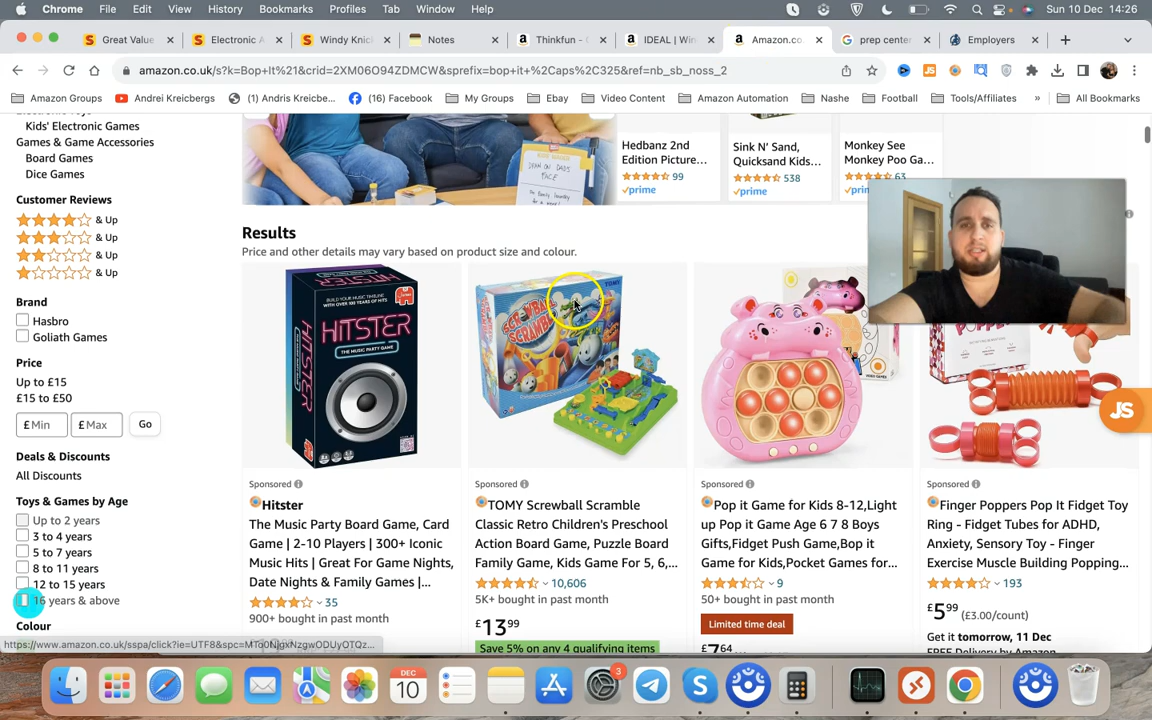 Chrome File Edit View History Bookmarks Profiles Tab Window Help Sun 10 Dec 14:26
Great Value Electronic A Windy Knic Notes Thinkfun - C IDEAL | Win Amazon.co. prep center Employers
amazon.co.uk/s?k=Bop+It%21&crid=2XM06O94ZDMCW&sprefix=bop+it+%2Caps%2C325&ref=nb_sb_noss_2
Amazon Groups Andrei Kreicbergs (1) Andris Kreicbe... (16) Facebook My Groups Ebay Video Content Amazon Automation Nashe Football Tools/Affiliates » All Bookmarks
Kids' Electronic Games
Games & Game Accessories
Board Games
Dice Games
Customer Reviews
& Up
& Up
& Up
& Up
Brand
Hasbro
Goliath Games
Price
Up to £15
£15 to £50
£ Min £ Max Go
Deals & Discounts
All Discounts
Toys & Games by Age
Up to 2 years
3 to 4 years
5 to 7 years
8 to 11 years
12 to 15 years
16 years & above
Colour
Hedbanz 2nd
Edition Picture...
99
prime
Sink N’ Sand,
Quicksand Kids...
538
prime
Monkey See
Monkey Poo Ga...
63
Results
Price and other details may vary based on product size and colour.
HITSTER
THE MUSIC PARTY GAME
TOMY
JS
Sponsored
Hitster
The Music Party Board Game, Card
Game | 2-10 Players | 300+ Iconic
Music Hits | Great For Game Nights,
Date Nights & Family Games |...
35
900+ bought in past month
Sponsored
TOMY Screwball Scramble
Classic Retro Children's Preschool
Action Board Game, Puzzle Board
Family Game, Kids Game For 5, 6,...
10,606
5K+ bought in past month
£13.99
Save 5% on any 4 qualifying items
Sponsored
Pop it Game for Kids 8-12,Light
up Pop it Game Age 6 7 8 Boys
Gifts,Fidget Push Game,Bop it
Game for Kids,Pocket Games for...
9
50+ bought in past month
Limited time deal
Sponsored
Finger Poppers Pop It Fidget Toy
Ring - Fidget Tubes for ADHD,
Anxiety, Sensory Toy - Finger
Exercise Muscle Building Popping...
193
£5.99 (£3.00/count)
Get it tomorrow, 11 Dec
FREE Delivery by Amazon
DEC
10
3